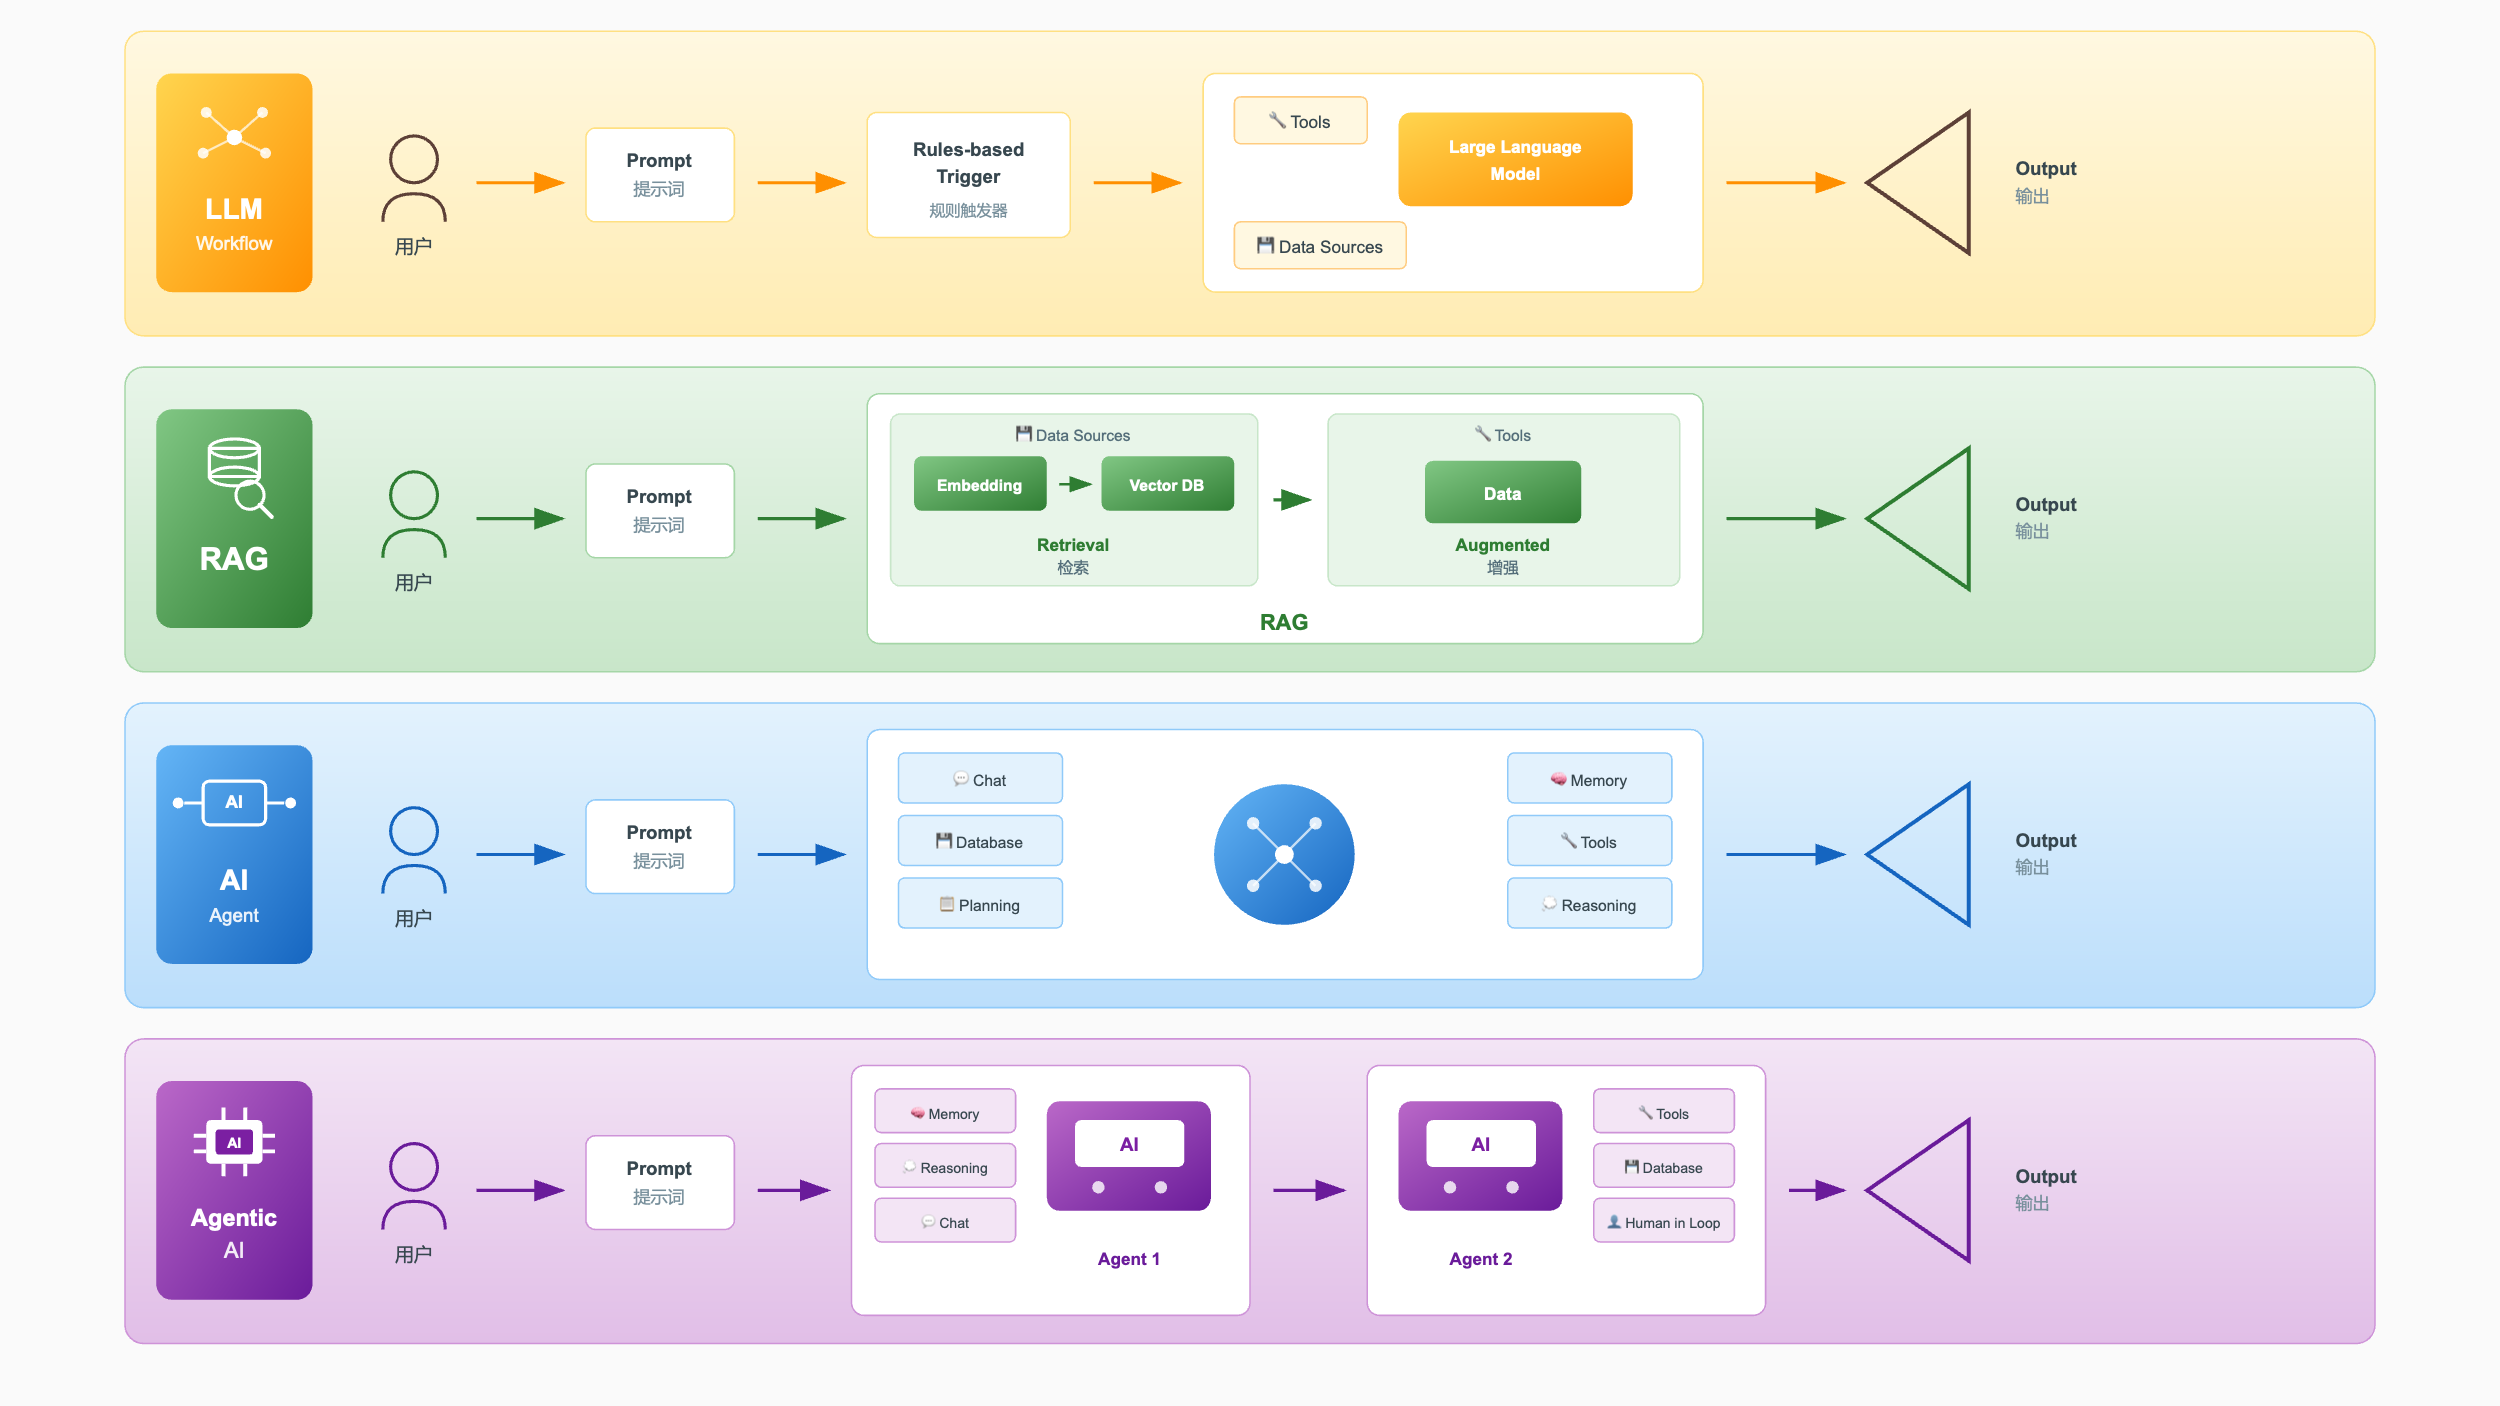 LLM
Workflow
用户
Prompt
提示词
Rules-based
Trigger
规则触发器
🔧 Tools
Large Language
Model
💾 Data Sources
Output
输出
RAG
用户
Prompt
提示词
💾 Data Sources
Embedding
Vector DB
Retrieval
检索
🔧 Tools
Data
Augmented
增强
RAG
Output
输出
AI
AI
Agent
用户
Prompt
提示词
💬 Chat
💾 Database
📋 Planning
🧠 Memory
🔧 Tools
💭 Reasoning
Output
输出
AI
Agentic
AI
用户
Prompt
提示词
🧠 Memory
💭 Reasoning
💬 Chat
AI
Agent 1
AI
Agent 2
🔧 Tools
💾 Database
👤 Human in Loop
Output
输出